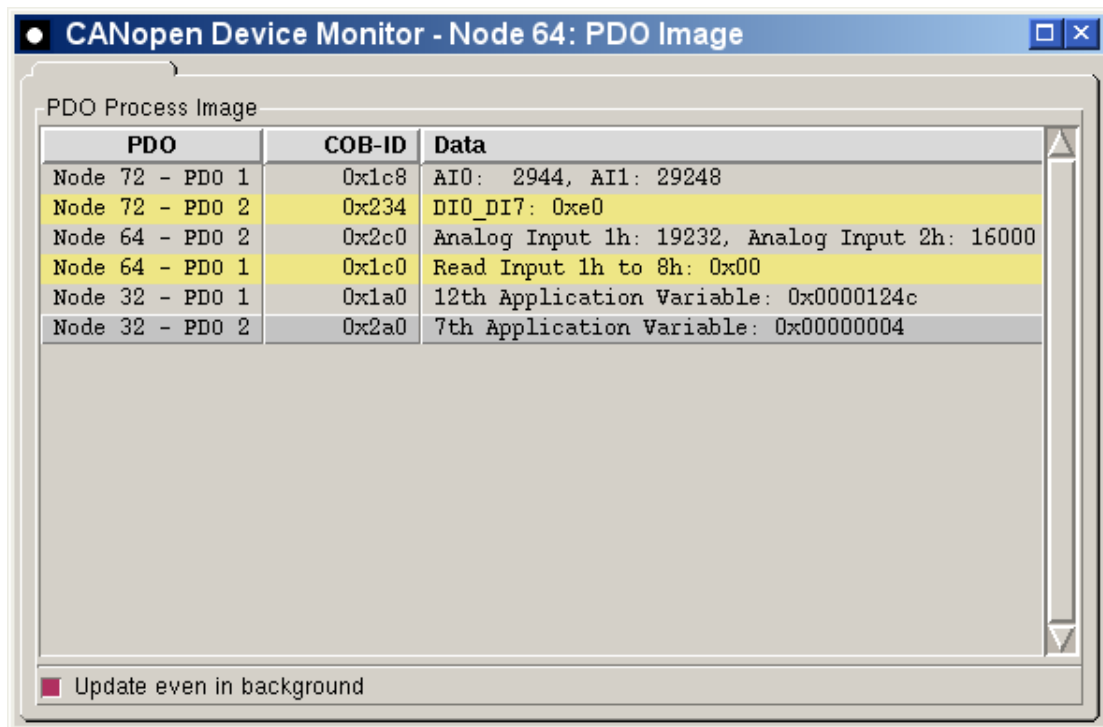 CANopen Device Monitor - Node 64: PDO Image
PDO Process Image
PDO COB-ID Data
Node 72 - PDO 1 0x1c8 AI0:  2944, AI1: 29248
Node 72 - PDO 2 0x234 DI0_DI7: 0xe0
Node 64 - PDO 2 0x2c0 Analog Input 1h: 19232, Analog Input 2h: 16000
Node 64 - PDO 1 0x1c0 Read Input 1h to 8h: 0x00
Node 32 - PDO 1 0x1a0 12th Application Variable: 0x0000124c
Node 32 - PDO 2 0x2a0 7th Application Variable: 0x00000004
Update even in background